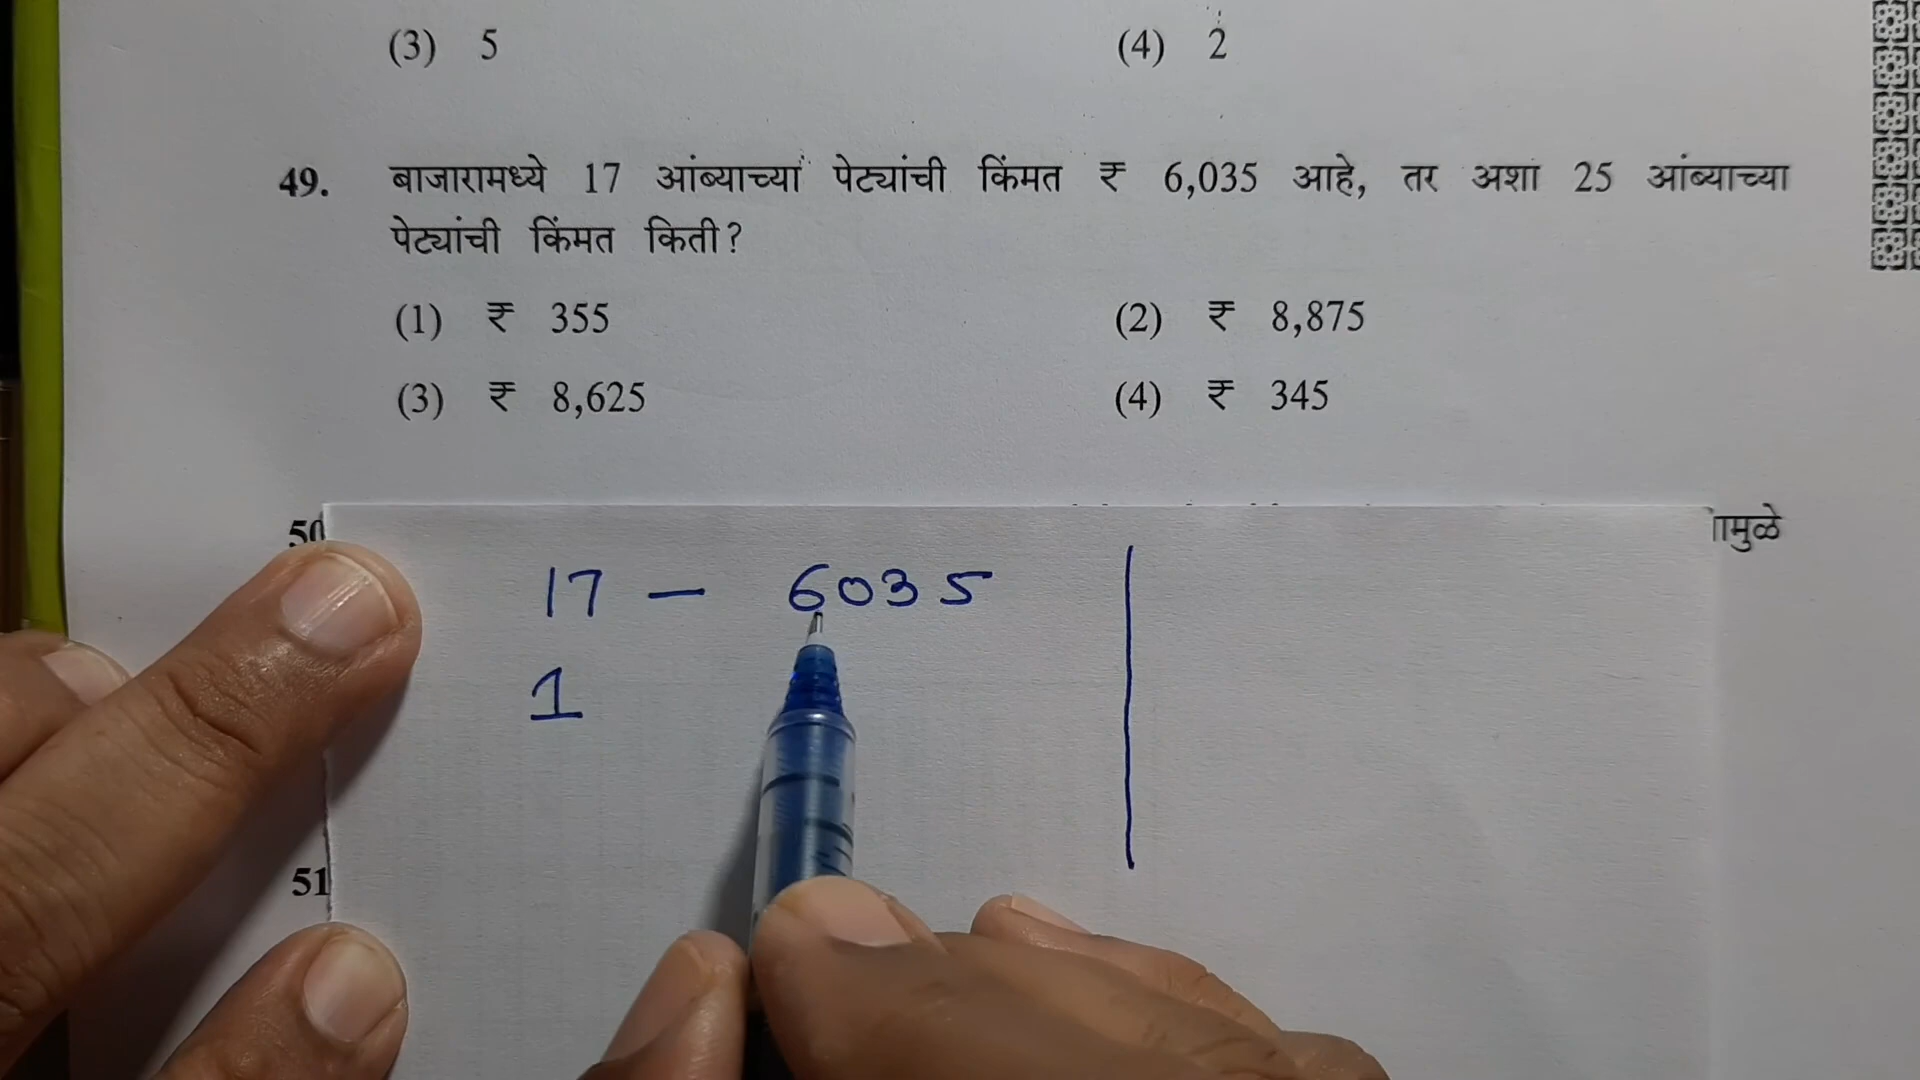 (3) 5 (4) 2
49. बाजारामध्ये 17 आंब्याच्या पेट्यांची किंमत ₹ 6,035 आहे, तर अशा 25 आंब्याच्या
पेट्यांची किंमत किती?
(1) ₹ 355 (2) ₹ 8,875
(3) ₹ 8,625 (4) ₹ 345
50
17 — 6035
1
51